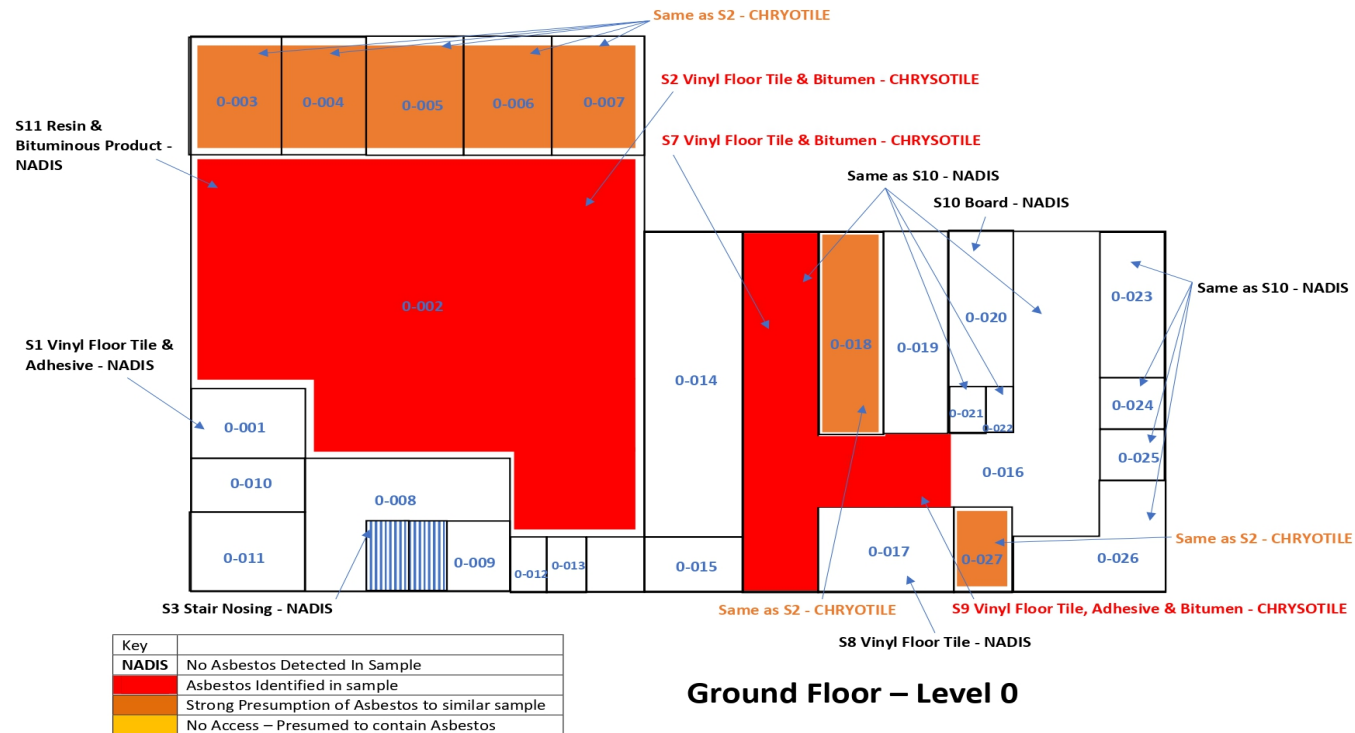 Same as S2 - CHRYOTILE
S2 Vinyl Floor Tile & Bitumen - CHRYSOTILE
0-003
0-004
0-005
0-006
0-007
S11 Resin &
Bituminous Product -
NADIS
S7 Vinyl Floor Tile & Bitumen - CHRYSOTILE
Same as S10 - NADIS
S10 Board - NADIS
0-002
0-023
Same as S10 - NADIS
0-020
S1 Vinyl Floor Tile &
Adhesive - NADIS
0-018
0-019
0-014
0-024
0-021
0-022
0-001
0-025
0-016
0-010
0-008
0-011
0-009
0-012
0-013
0-015
0-017
0-027
0-026
Same as S2 - CHRYOTILE
S3 Stair Nosing - NADIS
Same as S2 - CHRYOTILE
S9 Vinyl Floor Tile, Adhesive & Bitumen - CHRYSOTILE
S8 Vinyl Floor Tile - NADIS
Key
NADIS No Asbestos Detected In Sample
Asbestos Identified in sample
Strong Presumption of Asbestos to similar sample
No Access – Presumed to contain Asbestos
Ground Floor – Level 0